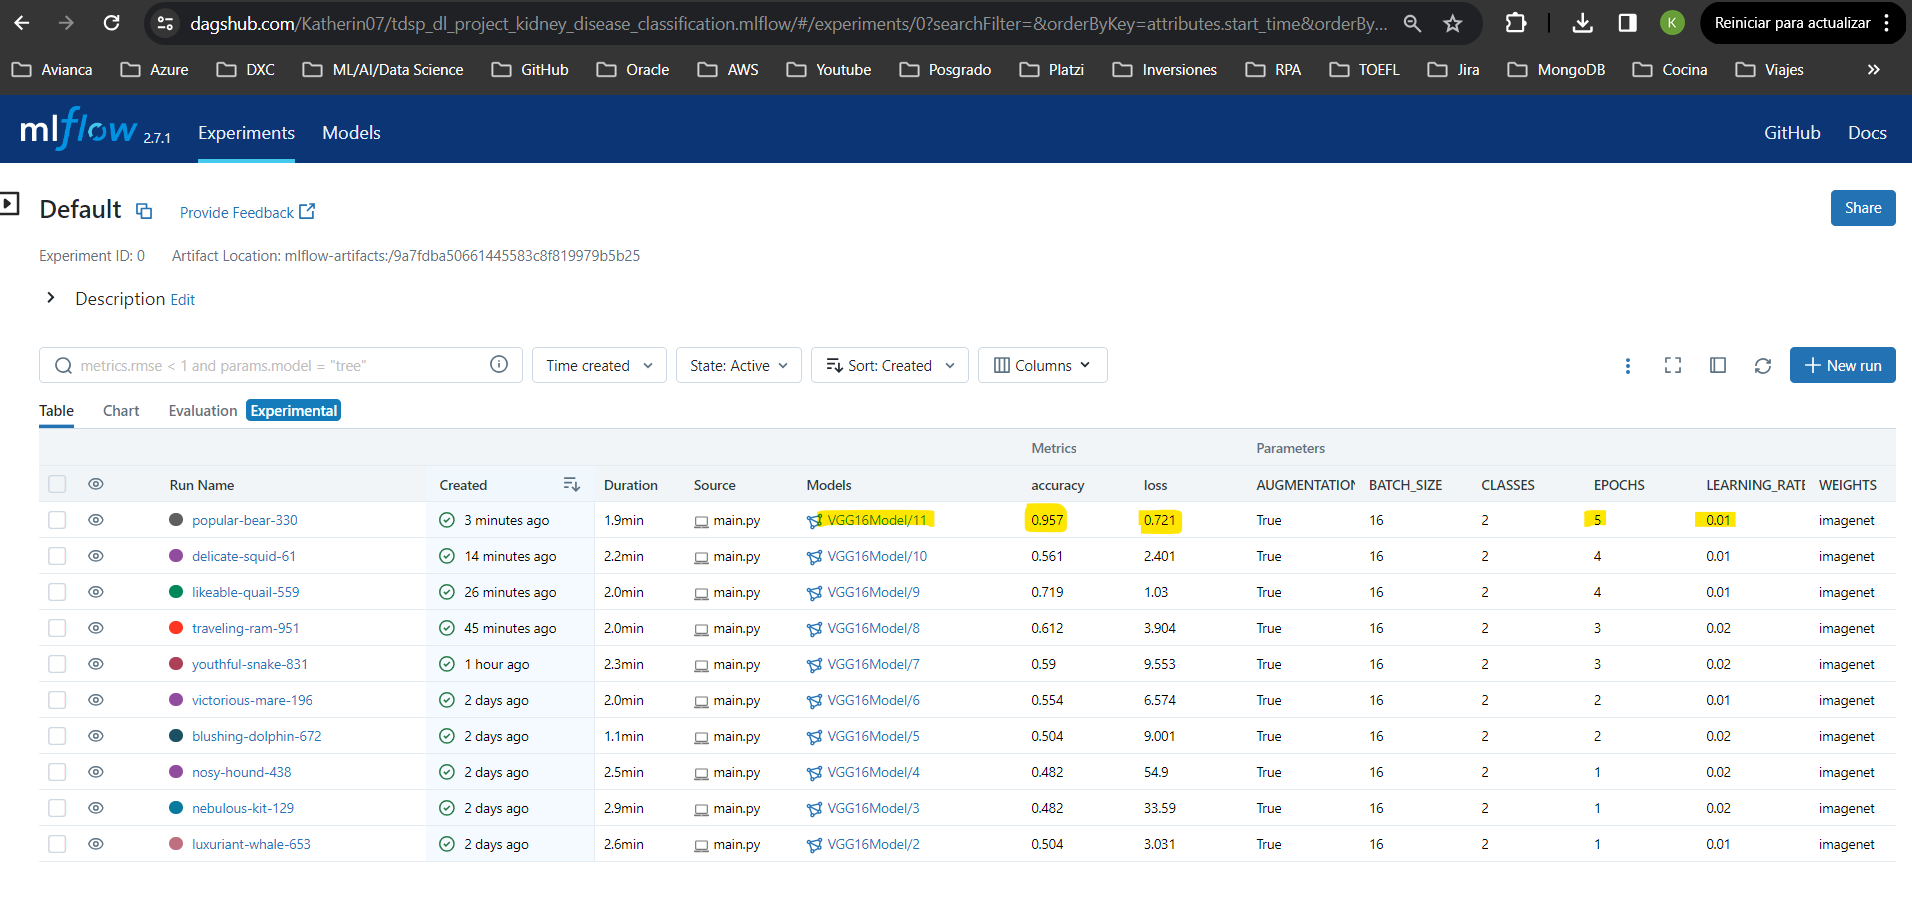 dagshub.com/Katherin07/tdsp_dl_project_kidney_disease_classification.mlflow/#/experiments/0?searchFilter=&orderByKey=attributes.start_time&orderBy... K Reiniciar para actualizar
Avianca Azure DXC ML/AI/Data Science GitHub Oracle AWS Youtube Posgrado Platzi Inversiones RPA TOEFL Jira MongoDB Cocina Viajes »
mlflow 2.7.1 Experiments Models GitHub Docs
Default Provide Feedback Share
Experiment ID: 0 Artifact Location: mlflow-artifacts:/9a7fdba50661445583c8f819979b5b25
Description Edit
metrics.rmse < 1 and params.model = "tree" Time created State: Active Sort: Created Columns + New run
Table Chart Evaluation Experimental
Metrics Parameters
Run Name Created Duration Source Models accuracy loss AUGMENTATION BATCH_SIZE CLASSES EPOCHS LEARNING_RATE WEIGHTS
popular-bear-330 3 minutes ago 1.9min main.py VGG16Model/11 0.957 0.721 True 16 2 5 0.01 imagenet
delicate-squid-61 14 minutes ago 2.2min main.py VGG16Model/10 0.561 2.401 True 16 2 4 0.01 imagenet
likeable-quail-559 26 minutes ago 2.0min main.py VGG16Model/9 0.719 1.03 True 16 2 4 0.01 imagenet
traveling-ram-951 45 minutes ago 2.0min main.py VGG16Model/8 0.612 3.904 True 16 2 3 0.02 imagenet
youthful-snake-831 1 hour ago 2.3min main.py VGG16Model/7 0.59 9.553 True 16 2 3 0.02 imagenet
victorious-mare-196 2 days ago 2.0min main.py VGG16Model/6 0.554 6.574 True 16 2 2 0.01 imagenet
blushing-dolphin-672 2 days ago 1.1min main.py VGG16Model/5 0.504 9.001 True 16 2 2 0.02 imagenet
nosy-hound-438 2 days ago 2.5min main.py VGG16Model/4 0.482 54.9 True 16 2 1 0.02 imagenet
nebulous-kit-129 2 days ago 2.9min main.py VGG16Model/3 0.482 33.59 True 16 2 1 0.02 imagenet
luxuriant-whale-653 2 days ago 2.6min main.py VGG16Model/2 0.504 3.031 True 16 2 1 0.01 imagenet